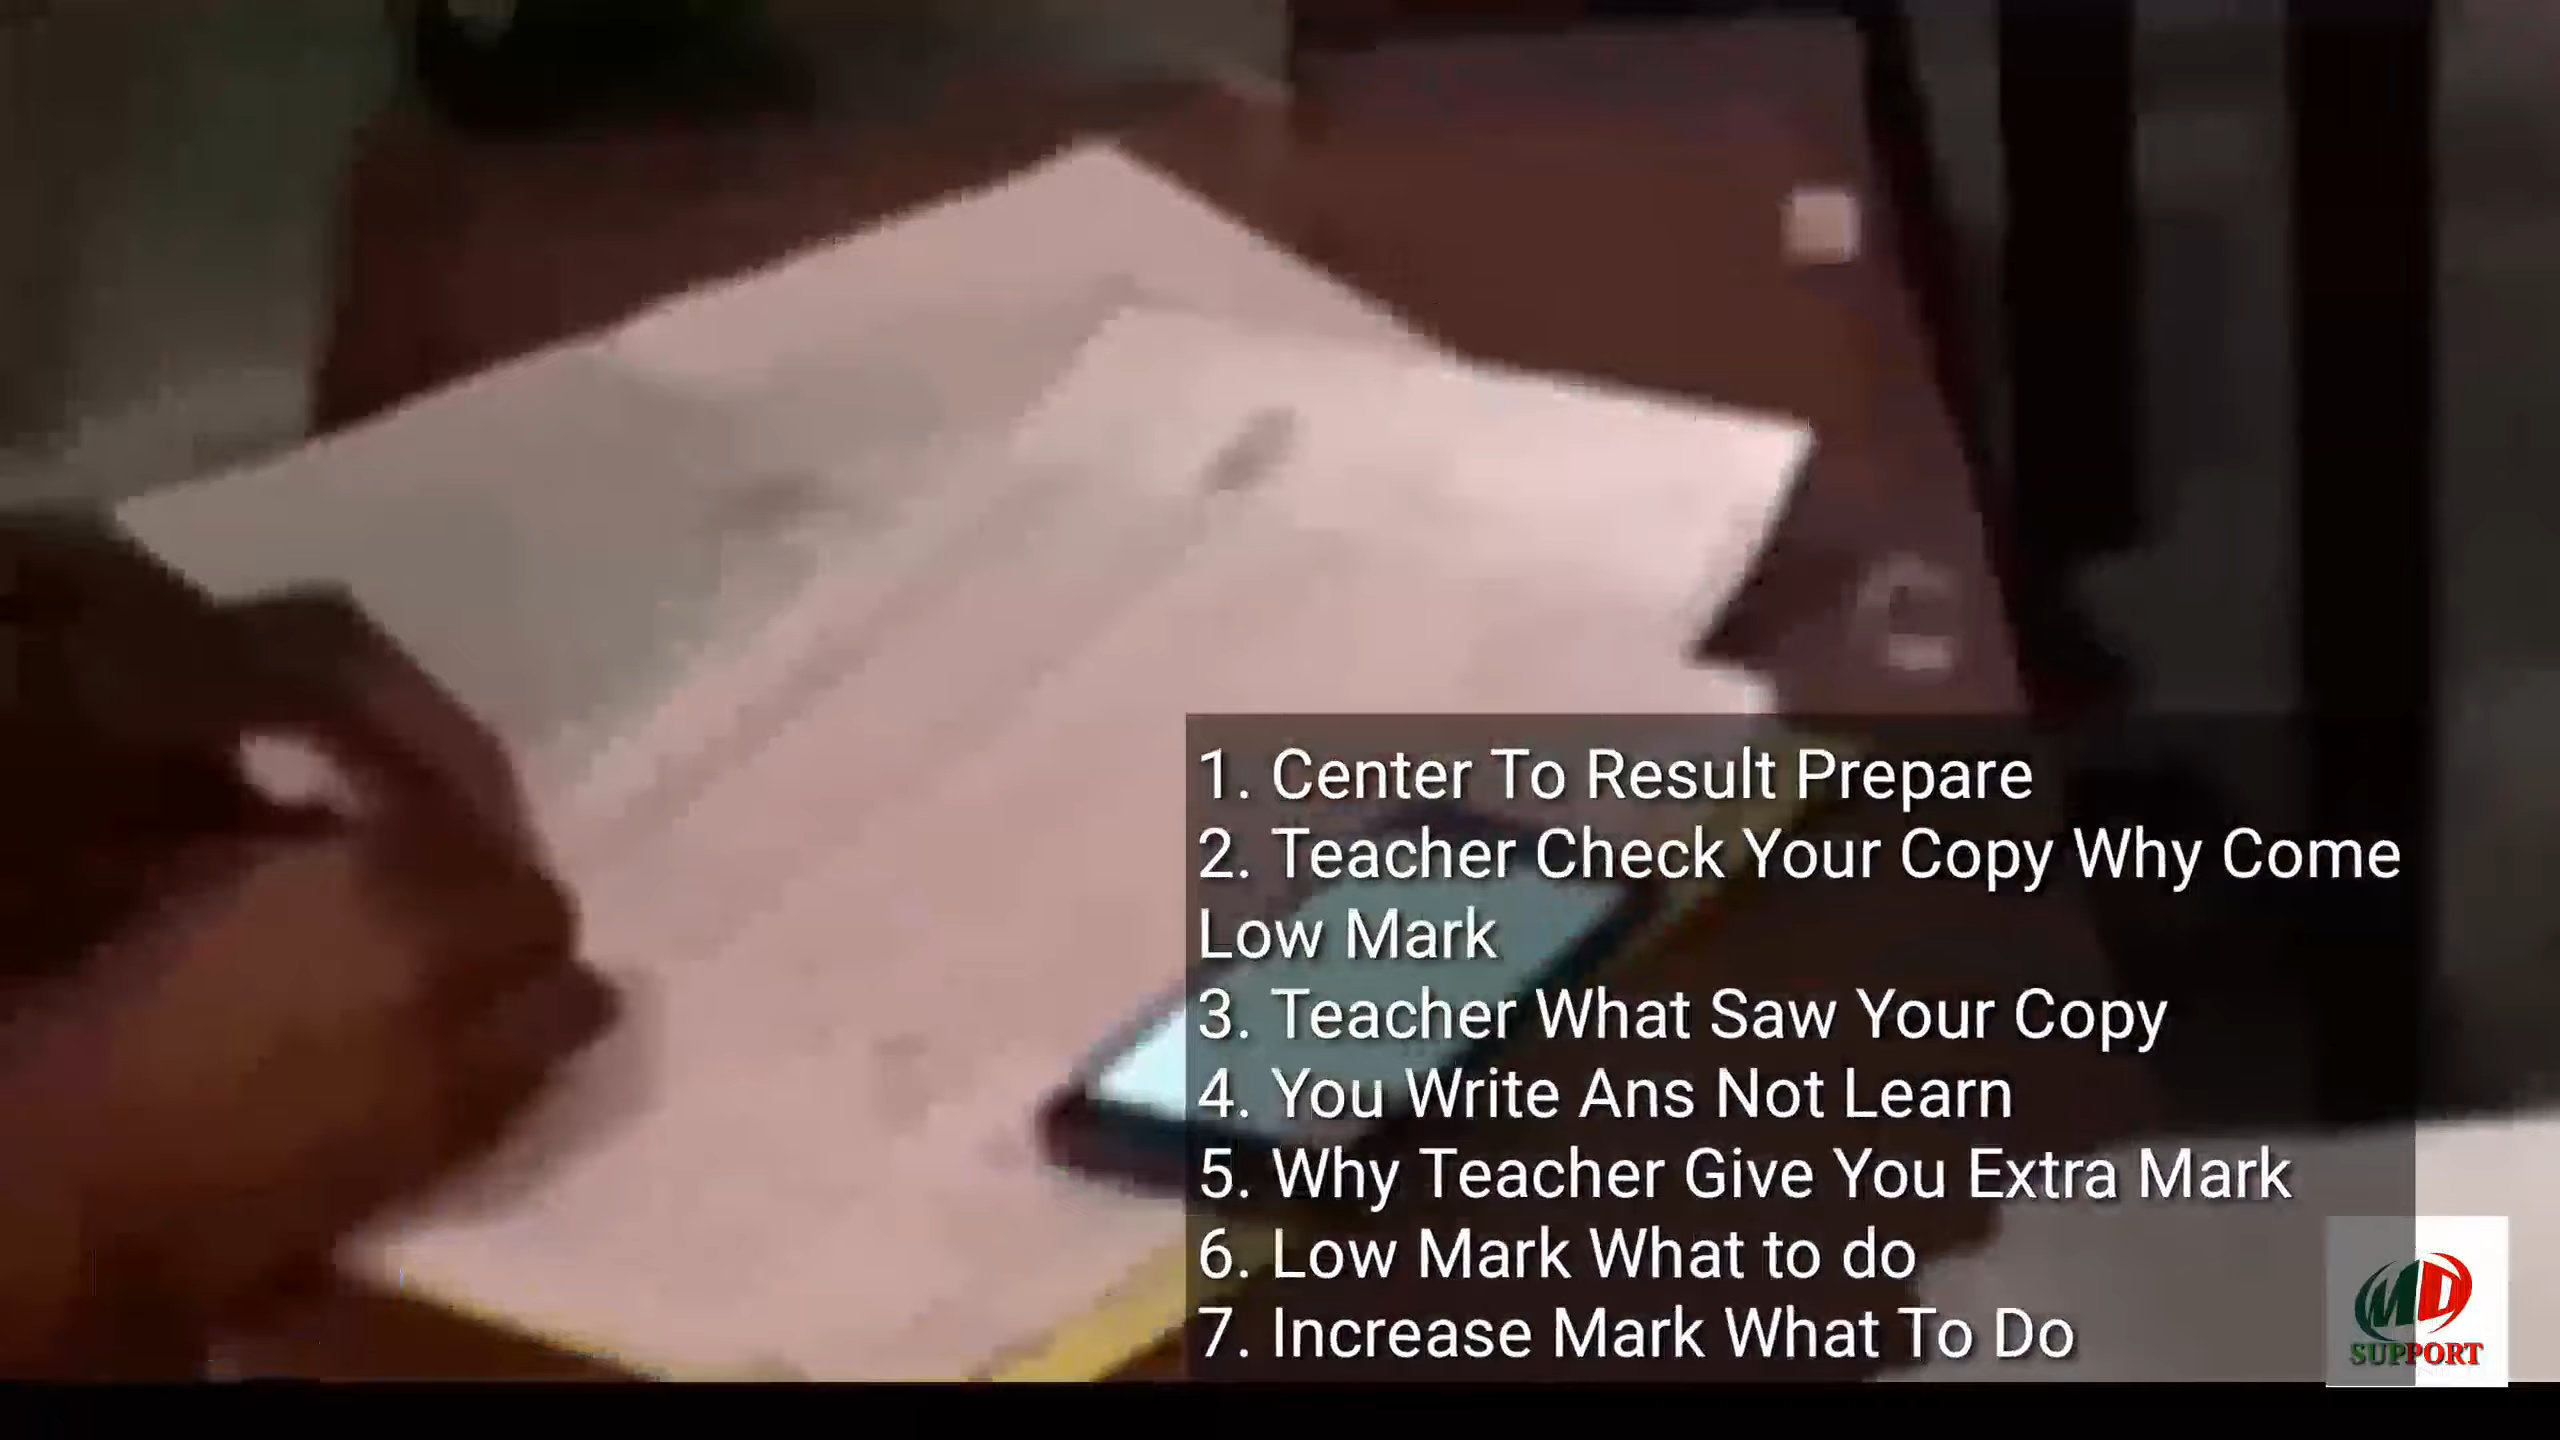 1. Center To Result Prepare
2. Teacher Check Your Copy Why Come
Low Mark
3. Teacher What Saw Your Copy
4. You Write Ans Not Learn
5. Why Teacher Give You Extra Mark
6. Low Mark What to do
7. Increase Mark What To Do
MD
SUPPORT